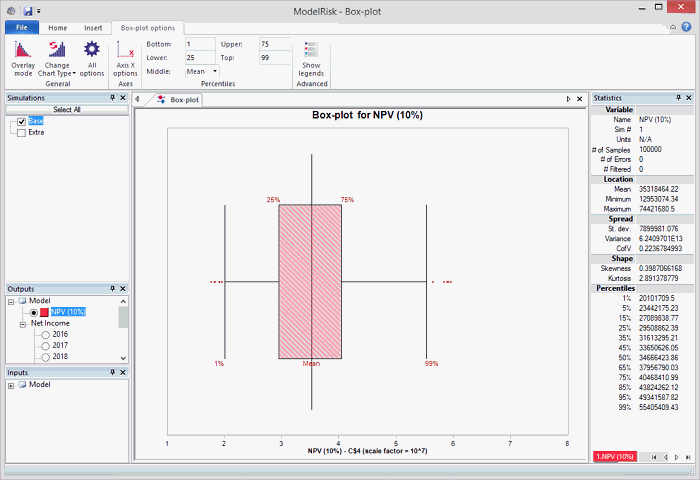 ModelRisk - Box-plot
File Home Insert Box-plot options
Overlay mode
Change Chart Type
All options
General
Axis X options
Axes
Bottom: 1 Upper: 75
Lower: 25 Top: 99
Middle: Mean
Percentiles
Show legends
Advanced
Simulations
Select All
Base
Extra
Outputs
Model
NPV (10%)
Net Income
2016
2017
2018
Inputs
Model
Box-plot
Box-plot for NPV (10%)
25% 75%
1% Mean 99%
1 2 3 4 5 6 7 8
NPV (10%) - C$4 (scale factor = 10^7)
Statistics
Variable
Name NPV (10%)
Sim # 1
Units N/A
# of Samples 100000
# of Errors 0
# Filtered 0
Location
Mean 35318464.22
Minimum 12953074.34
Maximum 74421680.5
Spread
St. dev. 7899981.076
Variance 6.2409701E13
CofV 0.2236784993
Shape
Skewness 0.3987066168
Kurtosis 2.891378779
Percentiles
1% 20101709.5
5% 23442175.23
15% 27089838.77
25% 29508862.39
35% 31613295.21
45% 33650626.05
50% 34666423.86
65% 37956790.03
75% 40468410.99
85% 43824262.12
95% 49341587.82
99% 55405409.43
1.NPV (10%)